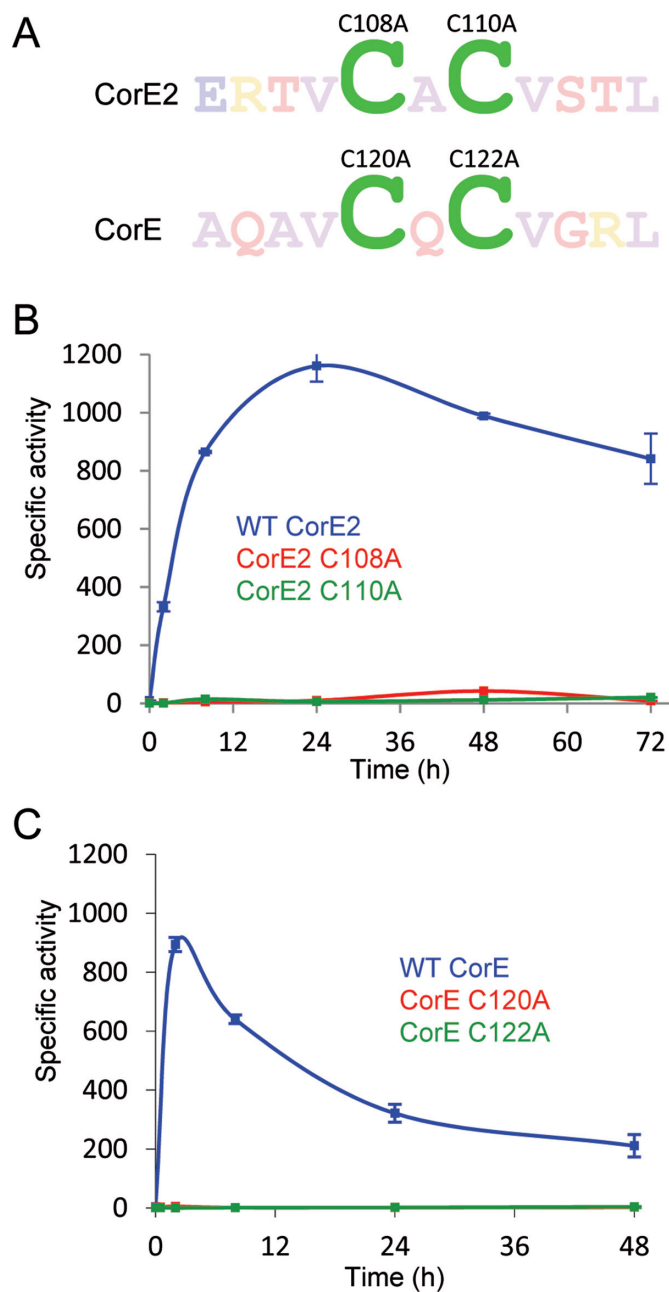 A
C108A C110A
CorE2 ERTVCACVSTL
C120A C122A
CorE AQAVCQCVGRL
B
1200
1000
800
600
400
200
0
Specific activity
WT CorE2
CorE2 C108A
CorE2 C110A
0 12 24 36 48 60 72
Time (h)
C
1200
1000
800
600
400
200
0
Specific activity
WT CorE
CorE C120A
CorE C122A
0 12 24 36 48
Time (h)